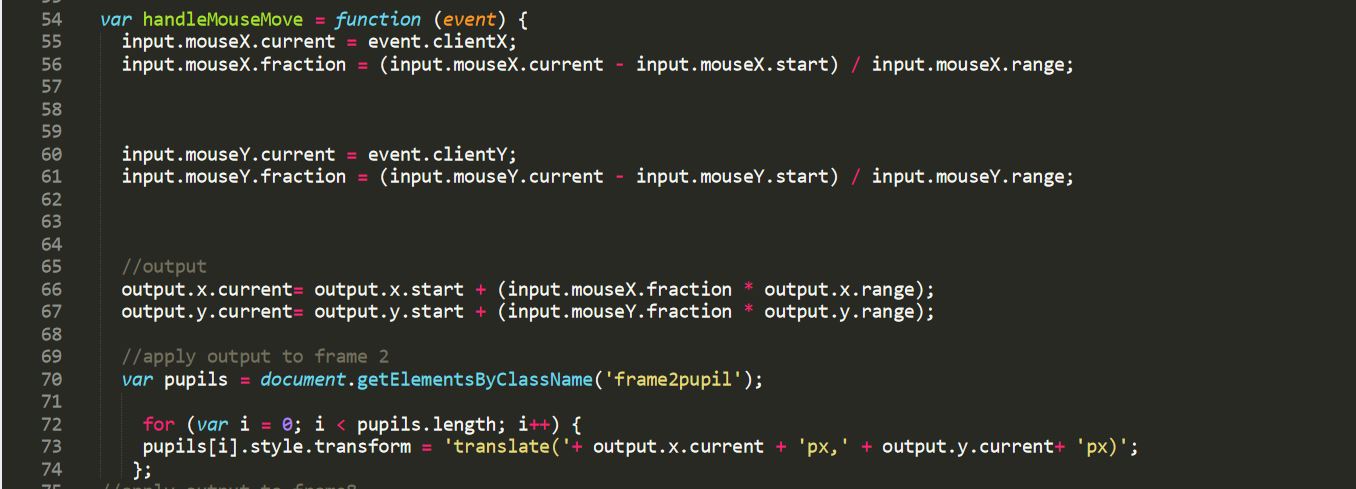 54 var handleMouseMove = function (event) {
55 input.mouseX.current = event.clientX;
56 input.mouseX.fraction = (input.mouseX.current - input.mouseX.start) / input.mouseX.range;
57
58
59
60 input.mouseY.current = event.clientY;
61 input.mouseY.fraction = (input.mouseY.current - input.mouseY.start) / input.mouseY.range;
62
63
64
65 //output
66 output.x.current= output.x.start + (input.mouseX.fraction * output.x.range);
67 output.y.current= output.y.start + (input.mouseY.fraction * output.y.range);
68
69 //apply output to frame 2
70 var pupils = document.getElementsByClassName('frame2pupil');
71
72 for (var i = 0; i < pupils.length; i++) {
73 pupils[i].style.transform = 'translate('+ output.x.current + 'px,' + output.y.current+ 'px)';
74 };